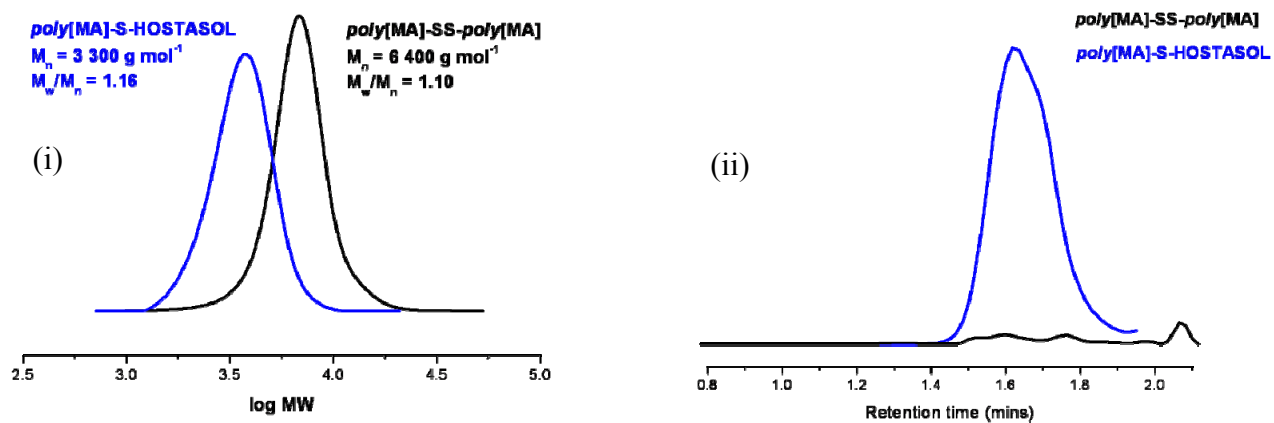 poly[MA]-S-HOSTASOL
Mn = 3 300 g mol-1
Mw/Mn = 1.16
poly[MA]-SS-poly[MA]
Mn = 6 400 g mol-1
Mw/Mn = 1.10
(i)
2.5 3.0 3.5 4.0 4.5 5.0
log MW
poly[MA]-SS-poly[MA]
poly[MA]-S-HOSTASOL
(ii)
0.8 1.0 1.2 1.4 1.6 1.8 2.0
Retention time (mins)